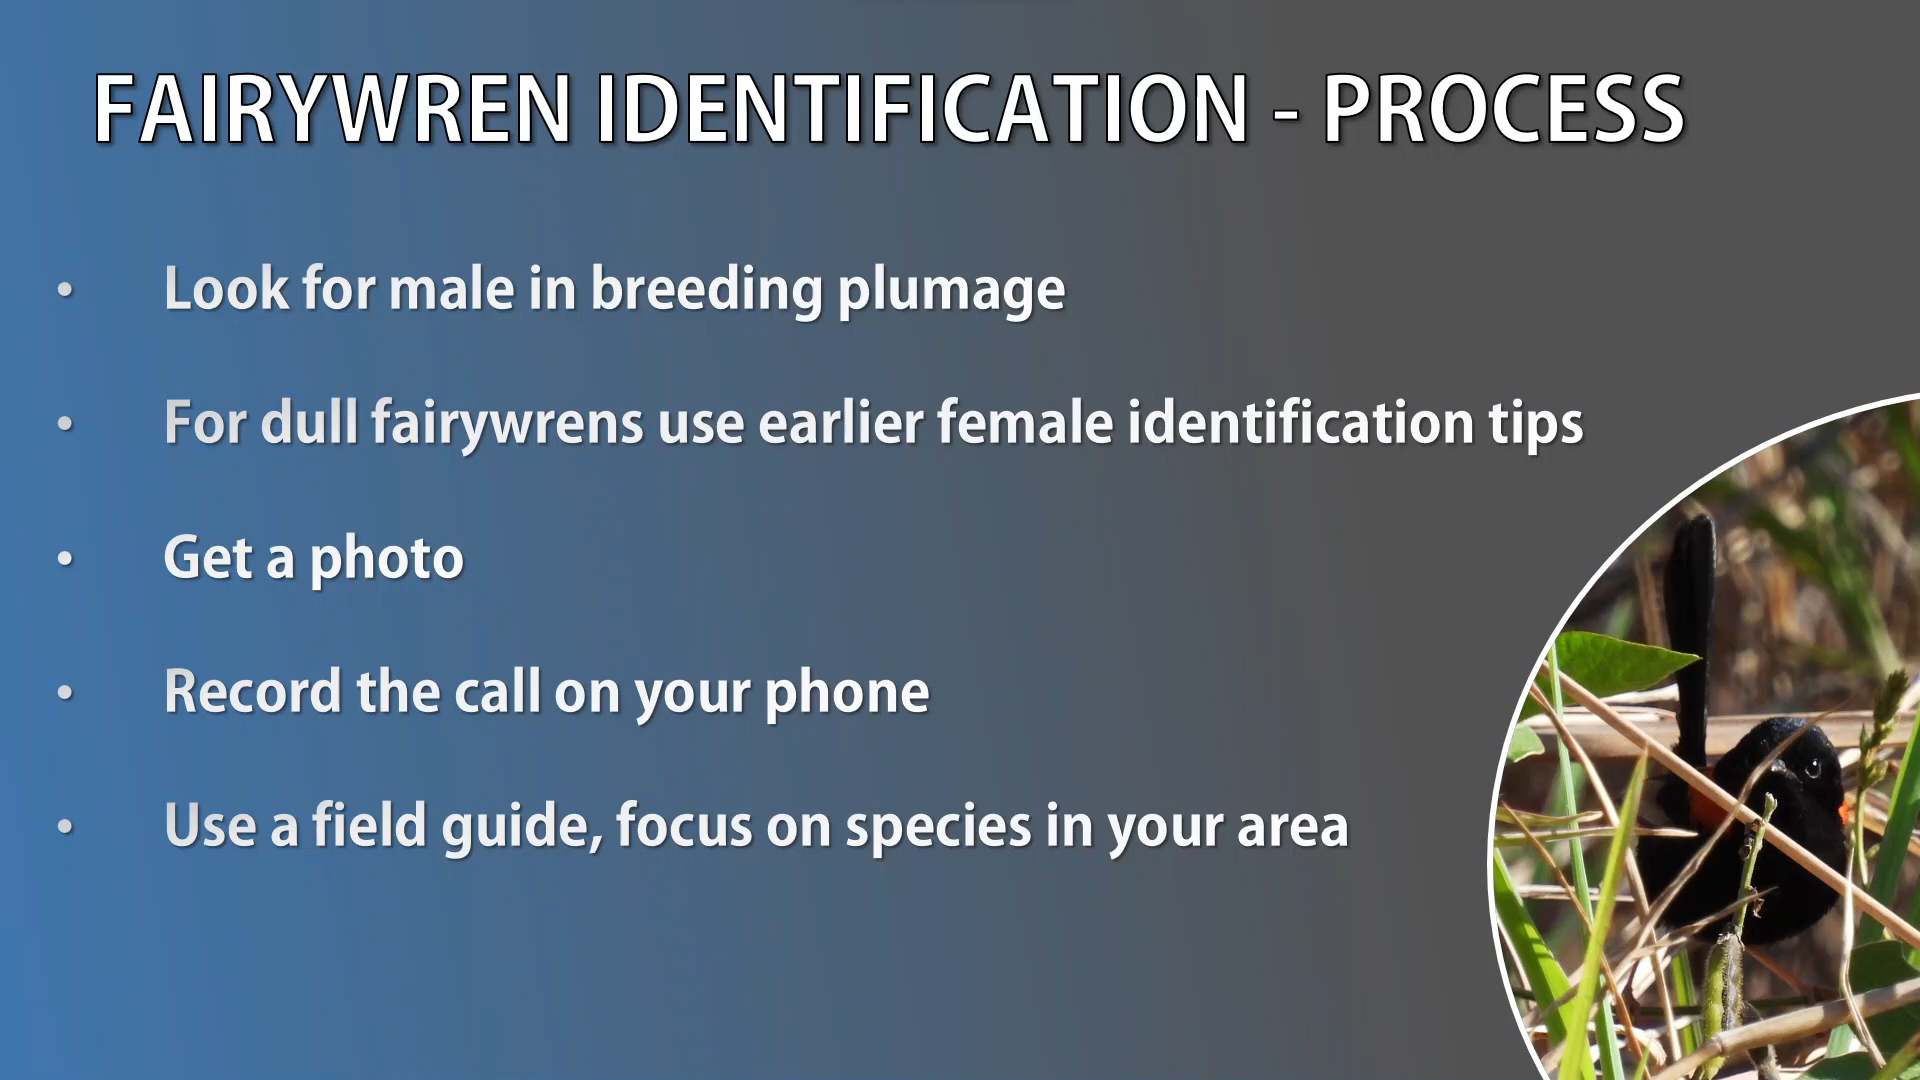 FAIRYWREN IDENTIFICATION - PROCESS
• Look for male in breeding plumage
• For dull fairywrens use earlier female identification tips
• Get a photo
• Record the call on your phone
• Use a field guide, focus on species in your area